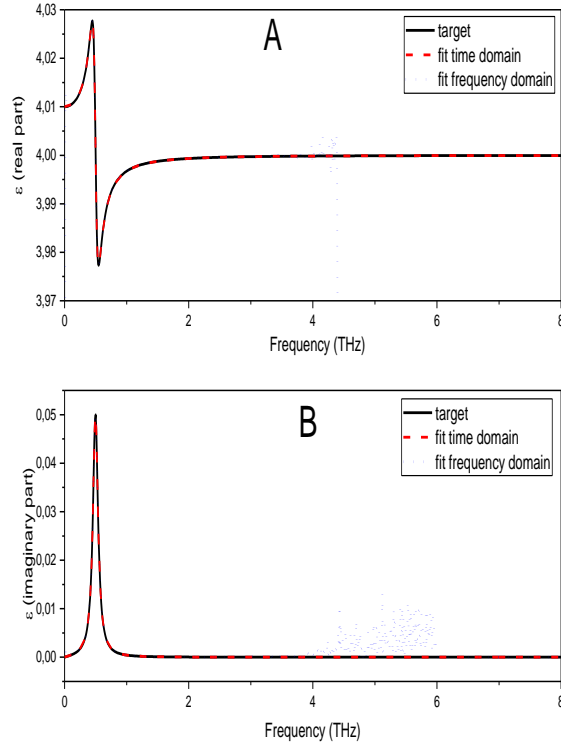 A
4,03
4,02
4,01
4,00
3,99
3,98
3,97
ε (real part)
target
fit time domain
fit frequency domain
0
2
4
6
8
Frequency (THz)
B
0,05
0,04
0,03
0,02
0,01
0,00
ε (imaginary part)
target
fit time domain
fit frequency domain
0
2
4
6
8
Frequency (THz)